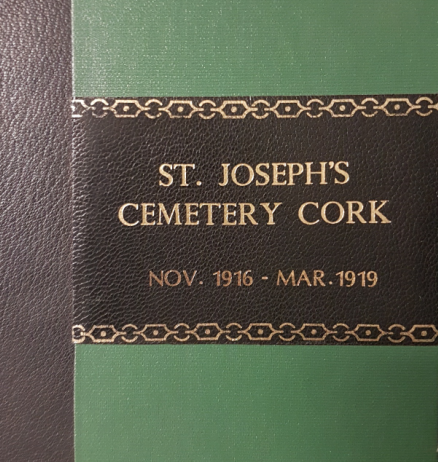 ST. JOSEPH'S
CEMETERY CORK
NOV. 1916 - MAR. 1919